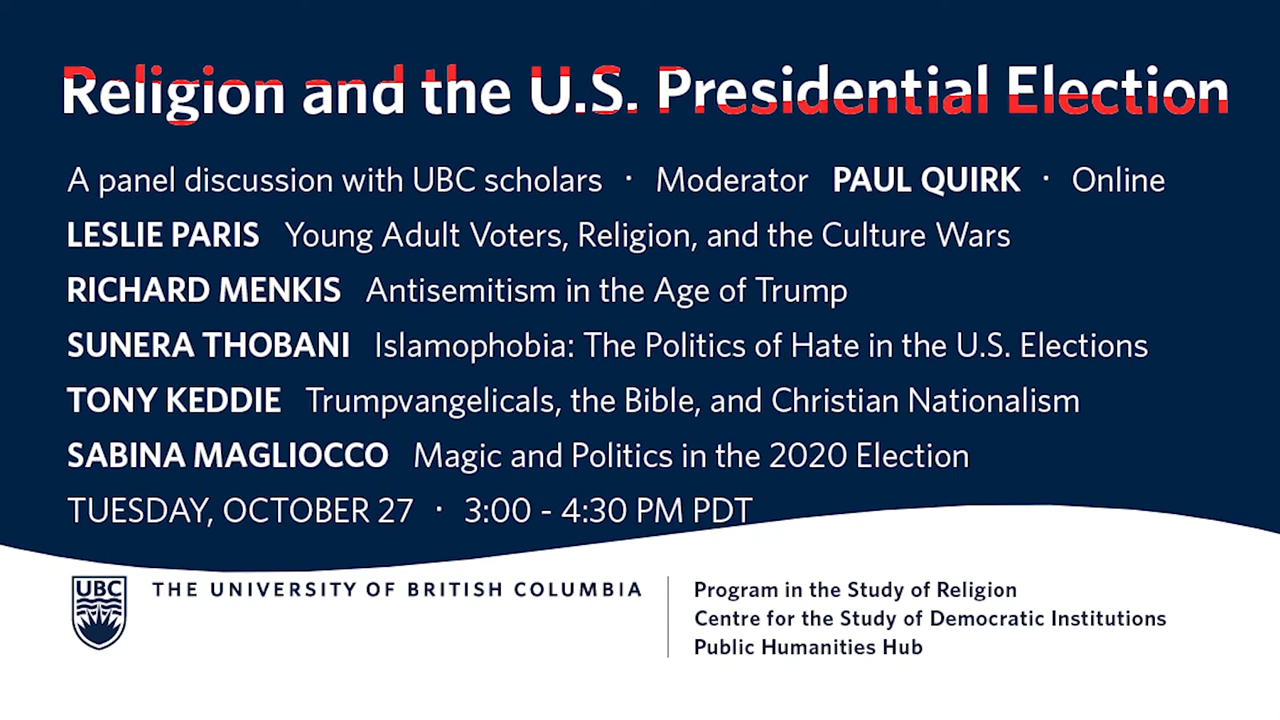 Religion and the U.S. Presidential Election
A panel discussion with UBC scholars · Moderator PAUL QUIRK · Online
LESLIE PARIS Young Adult Voters, Religion, and the Culture Wars
RICHARD MENKIS Antisemitism in the Age of Trump
SUNERA THOBANI Islamophobia: The Politics of Hate in the U.S. Elections
TONY KEDDIE Trumpvangelicals, the Bible, and Christian Nationalism
SABINA MAGLIOCCO Magic and Politics in the 2020 Election
TUESDAY, OCTOBER 27 · 3:00 - 4:30 PM PDT
UBC
THE UNIVERSITY OF BRITISH COLUMBIA
Program in the Study of Religion
Centre for the Study of Democratic Institutions
Public Humanities Hub